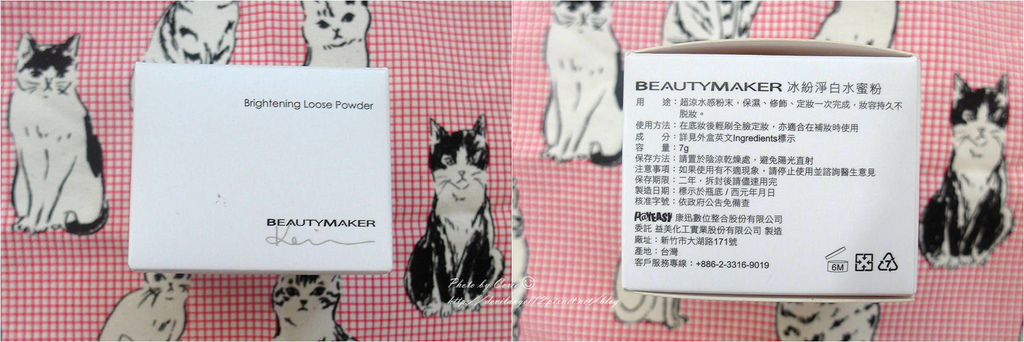 Brightening Loose Powder
BEAUTYMAKER
Kevin
BEAUTYMAKER 冰紛淨白水蜜粉
用　　途：超涼水感粉末，保濕、修飾、定妝一次完成，妝容持久不
脫妝。
使用方法：在底妝後輕刷全臉定妝，亦適合在補妝時使用
成　　分：詳見外盒英文Ingredients標示
容　　量：7g
保存方法：請置於陰涼乾燥處，避免陽光直射
注意事項：如果使用有不適現象，請停止使用並諮詢醫生意見
保存期限：二年，拆封後請儘速用完
製造日期：標示於瓶底 / 西元年月日
核准字號：依政府公告免備查
PAYEASY 康迅數位整合股份有限公司
委託 益美化工實業股份有限公司 製造
廠址：新竹市大湖路171號
產地：台灣
客戶服務專線：+886-2-3316-9019
6M
7
Photo by